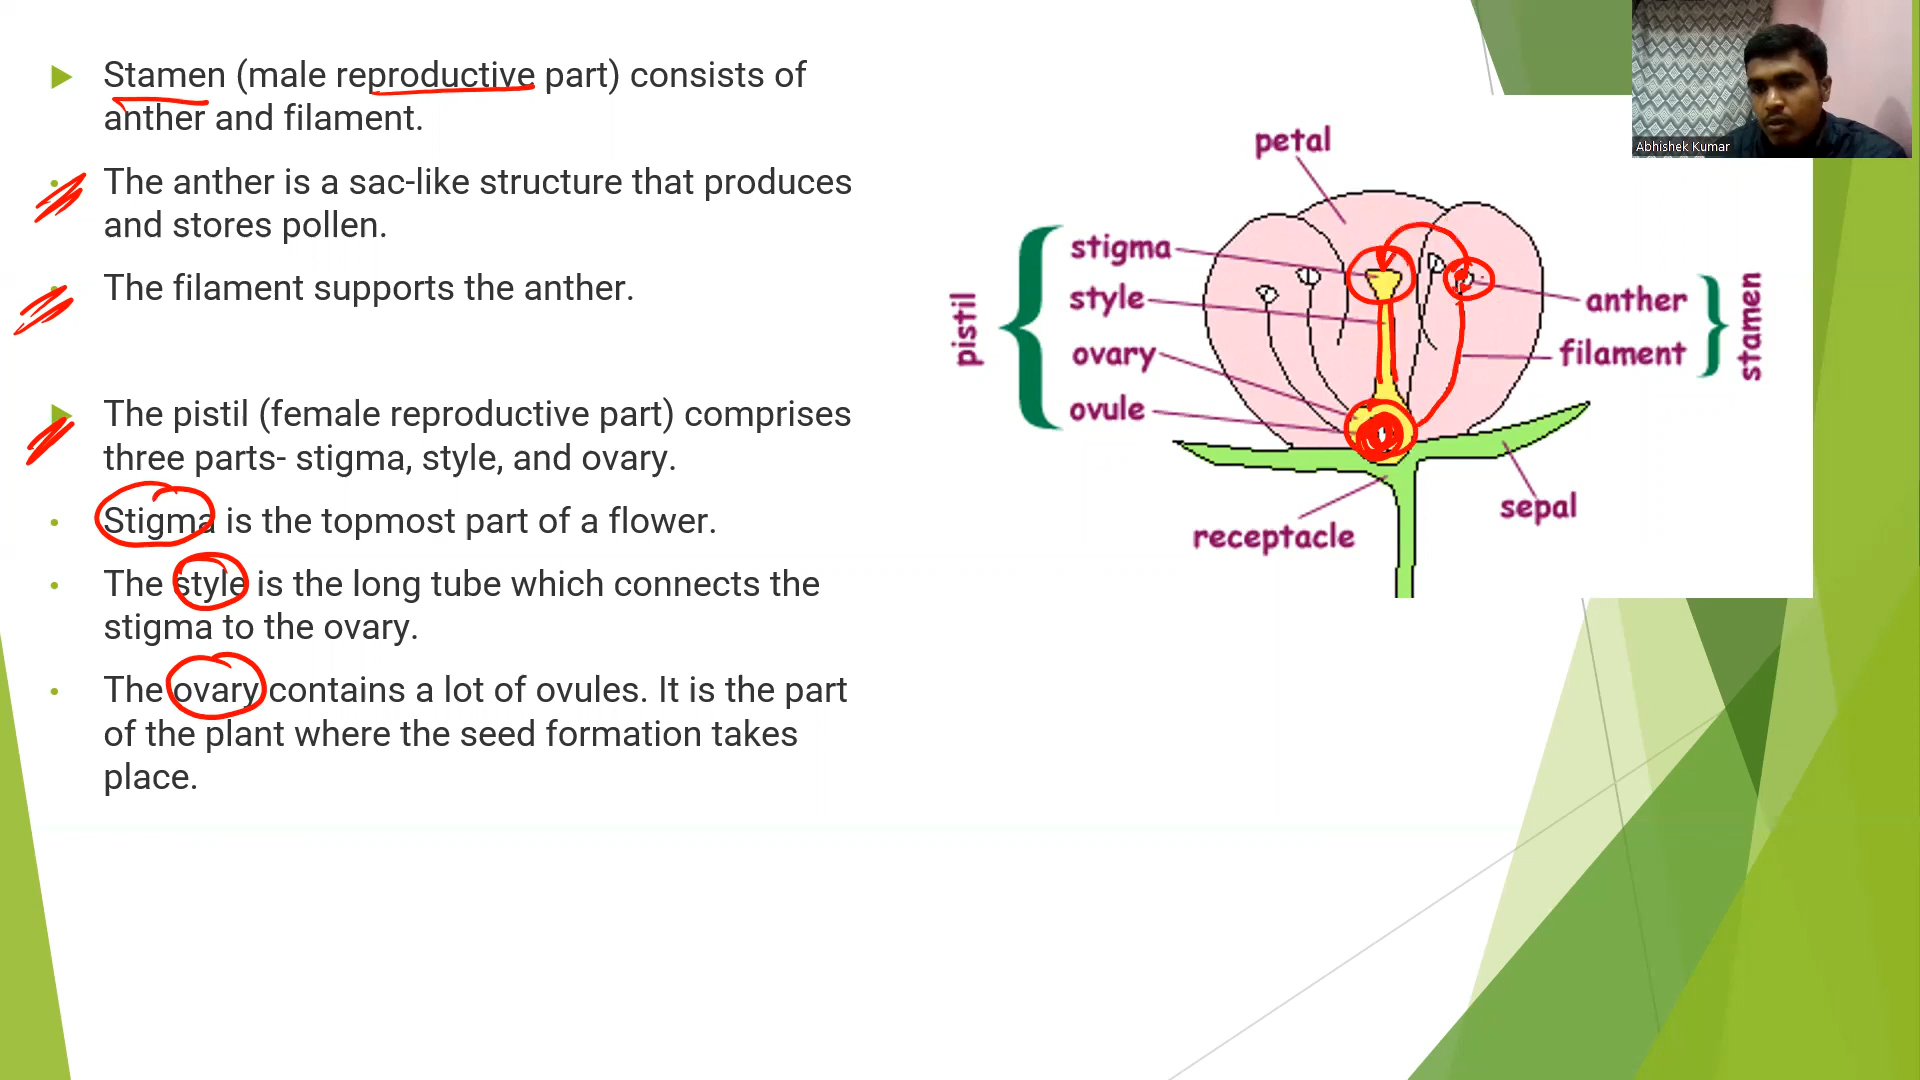 Stamen (male reproductive part) consists of
anther and filament.
The anther is a sac-like structure that produces
and stores pollen.
The filament supports the anther.
The pistil (female reproductive part) comprises
three parts- stigma, style, and ovary.
Stigma is the topmost part of a flower.
The style is the long tube which connects the
stigma to the ovary.
The ovary contains a lot of ovules. It is the part
of the plant where the seed formation takes
place.
petal
stigma
style
ovary
ovule
pistil
anther
filament
stamen
sepal
receptacle
Abhishek Kumar